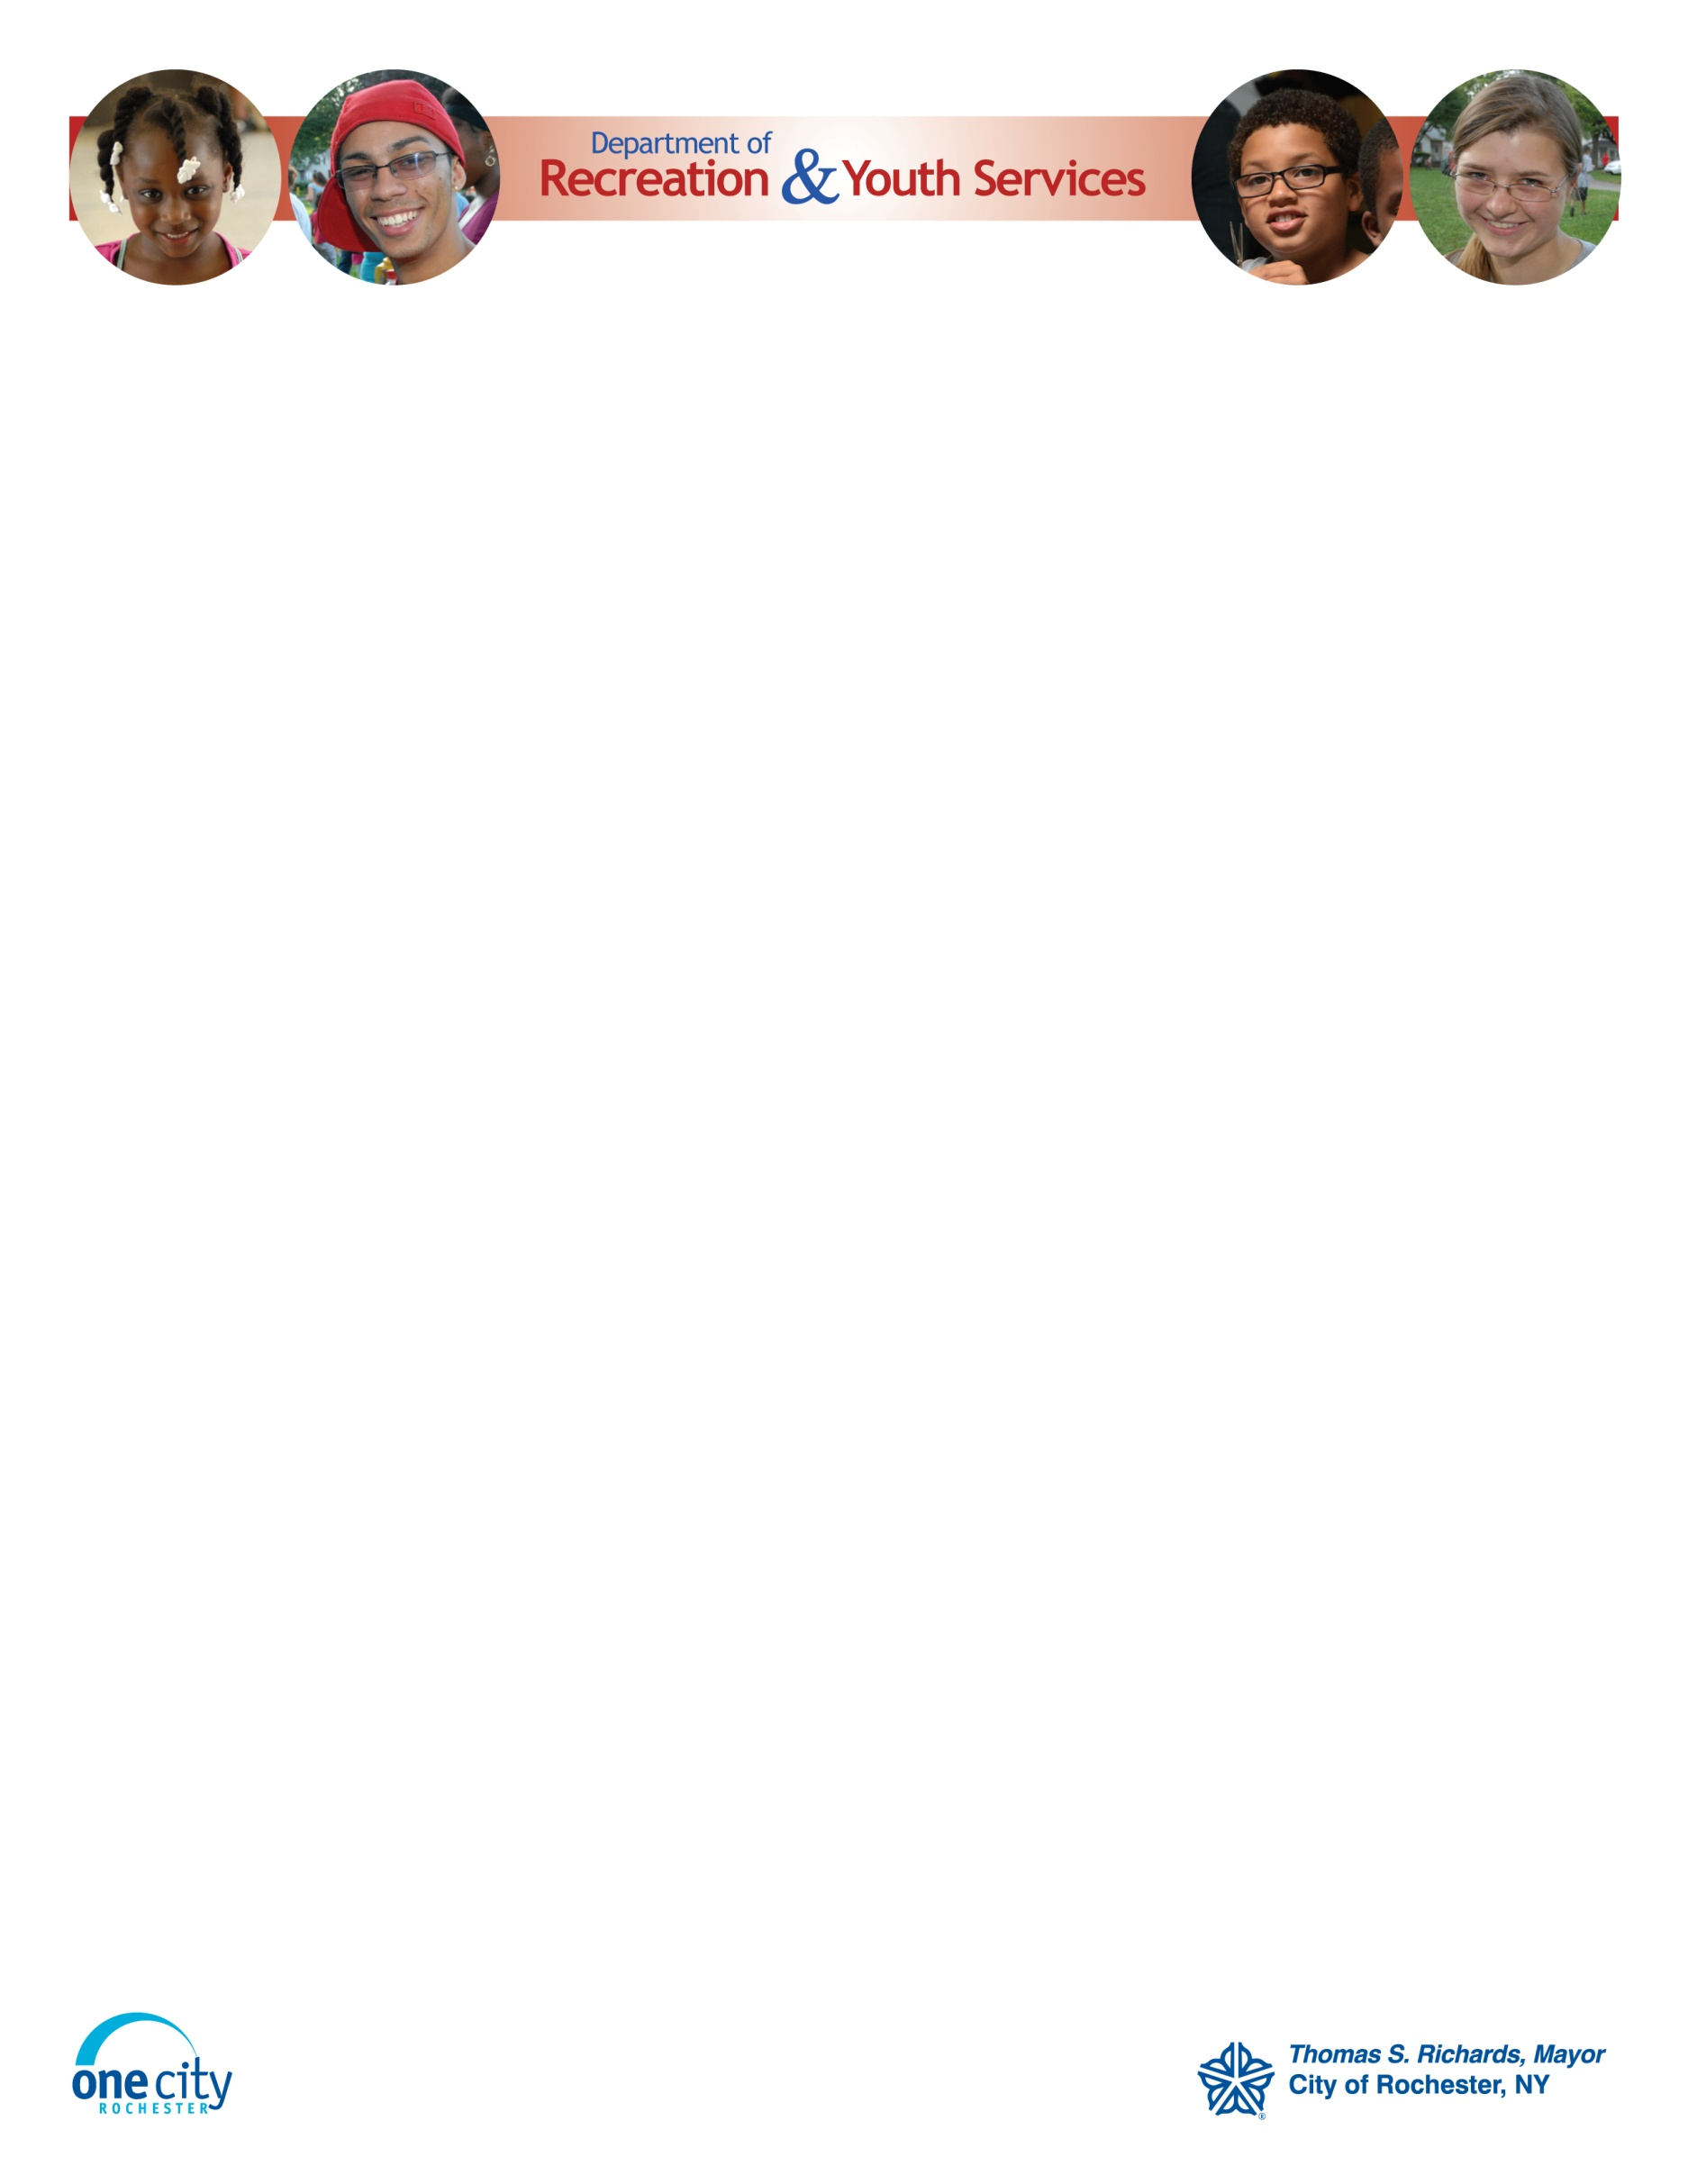 Department of
Recreation & Youth Services
one city
ROCHESTER
Thomas S. Richards, Mayor
City of Rochester, NY
®